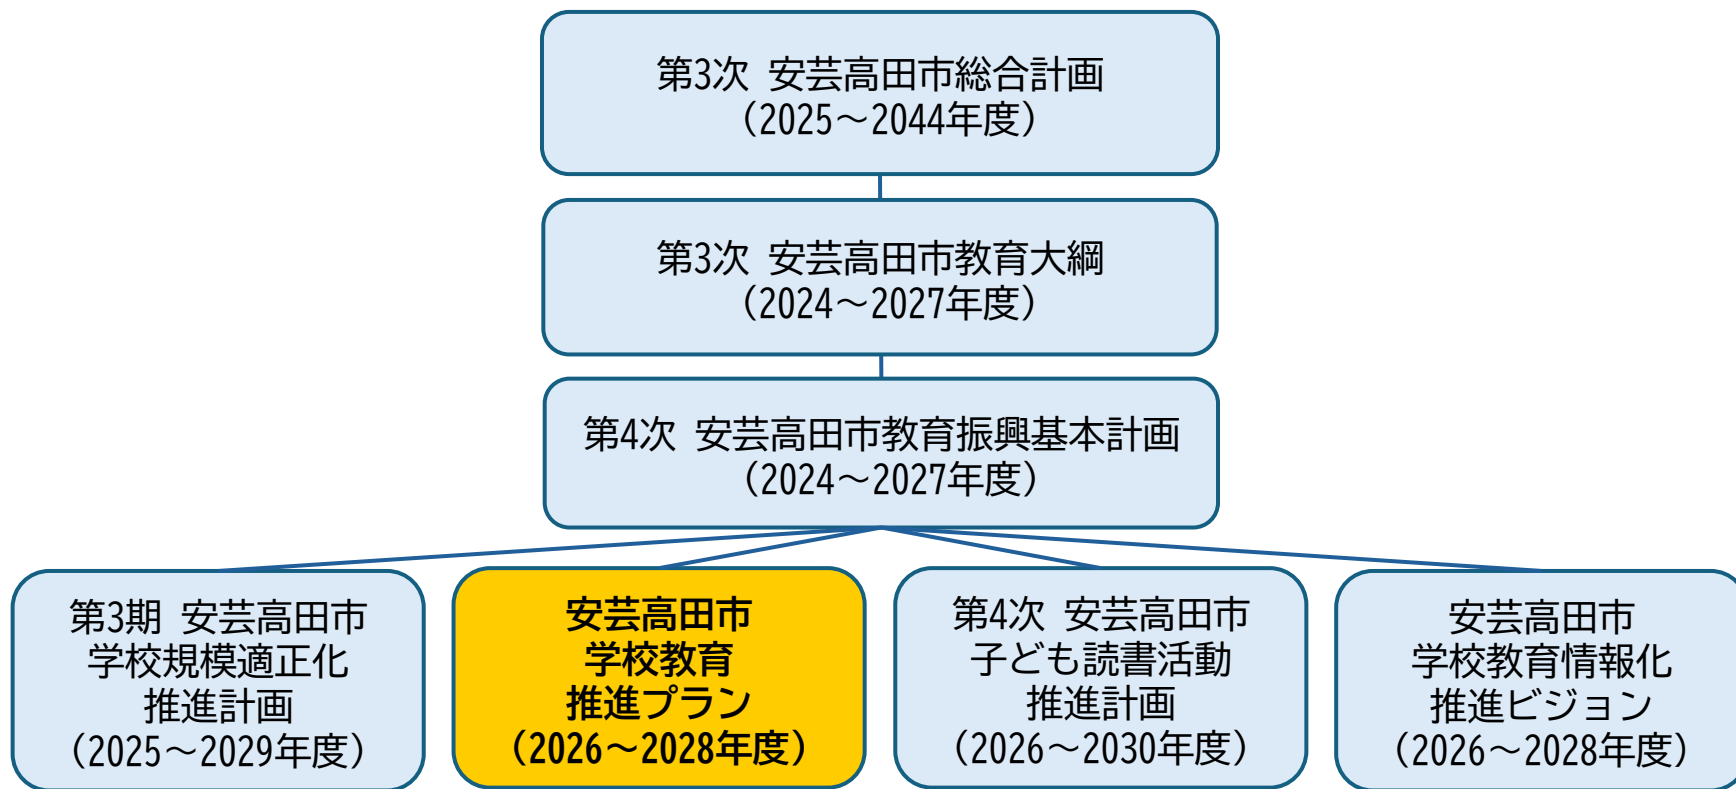 第3次 安芸高田市総合計画
(2025～2044年度)
第3次 安芸高田市教育大綱
(2024～2027年度)
第4次 安芸高田市教育振興基本計画
(2024～2027年度)
第3期 安芸高田市
学校規模適正化
推進計画
(2025～2029年度)
安芸高田市
学校教育
推進プラン
(2026～2028年度)
第4次 安芸高田市
子ども読書活動
推進計画
(2026～2030年度)
安芸高田市
学校教育情報化
推進ビジョン
(2026～2028年度)